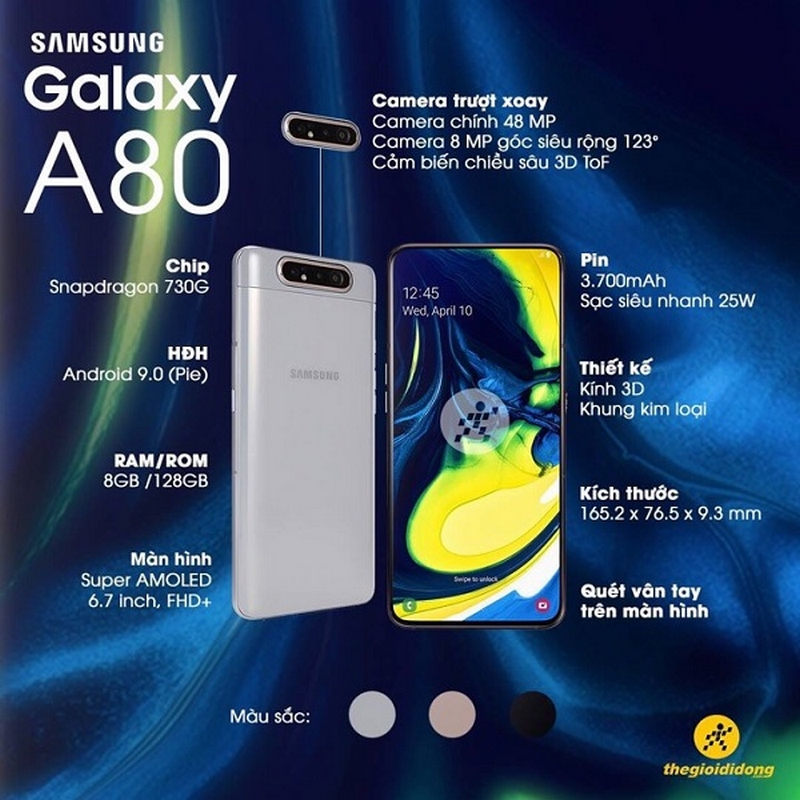 SAMSUNG
Galaxy
A80
Camera trượt xoay
Camera chính 48 MP
Camera 8 MP góc siêu rộng 123°
Cảm biến chiều sâu 3D ToF
Chip
Snapdragon 730G
HĐH
Android 9.0 (Pie)
RAM/ROM
8GB /128GB
Màn hình
Super AMOLED
6.7 inch, FHD+
SAMSUNG
12:45
Wed, April 10
Swipe to unlock
Pin
3.700mAh
Sạc siêu nhanh 25W
Thiết kế
Kính 3D
Khung kim loại
Kích thước
165.2 x 76.5 x 9.3 mm
Quét vân tay
trên màn hình
Màu sắc:
thegioididong